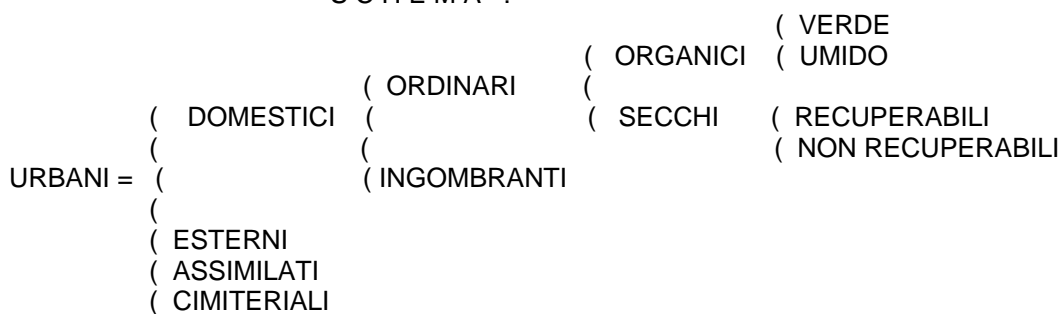 ( VERDE
( ORGANICI ( UMIDO
( ORDINARI (
( DOMESTICI ( ( SECCHI ( RECUPERABILI
( ( ( NON RECUPERABILI
URBANI = ( ( INGOMBRANTI
(
( ESTERNI
( ASSIMILATI
( CIMITERIALI